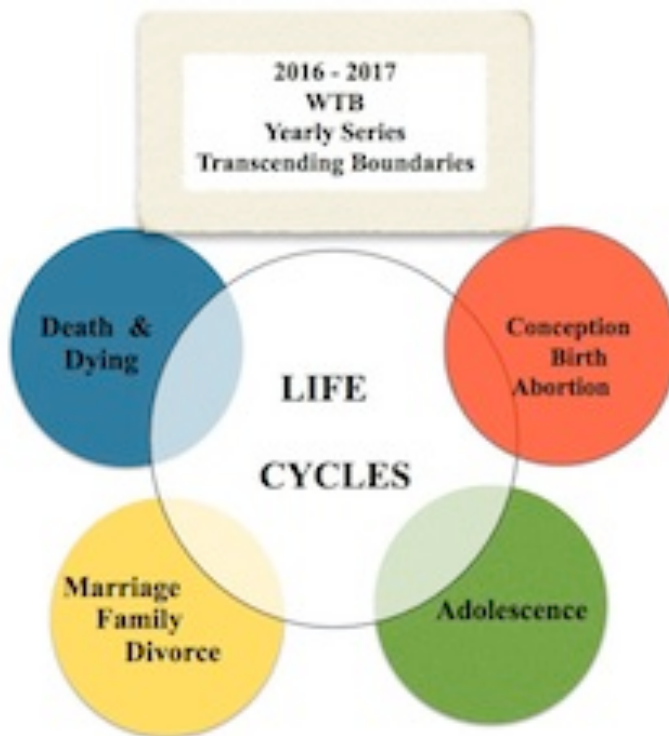 2016 - 2017
WTB
Yearly Series
Transcending Boundaries
Death &
Dying
Conception
Birth
Abortion
LIFE
CYCLES
Marriage
Family
Divorce
Adolescence